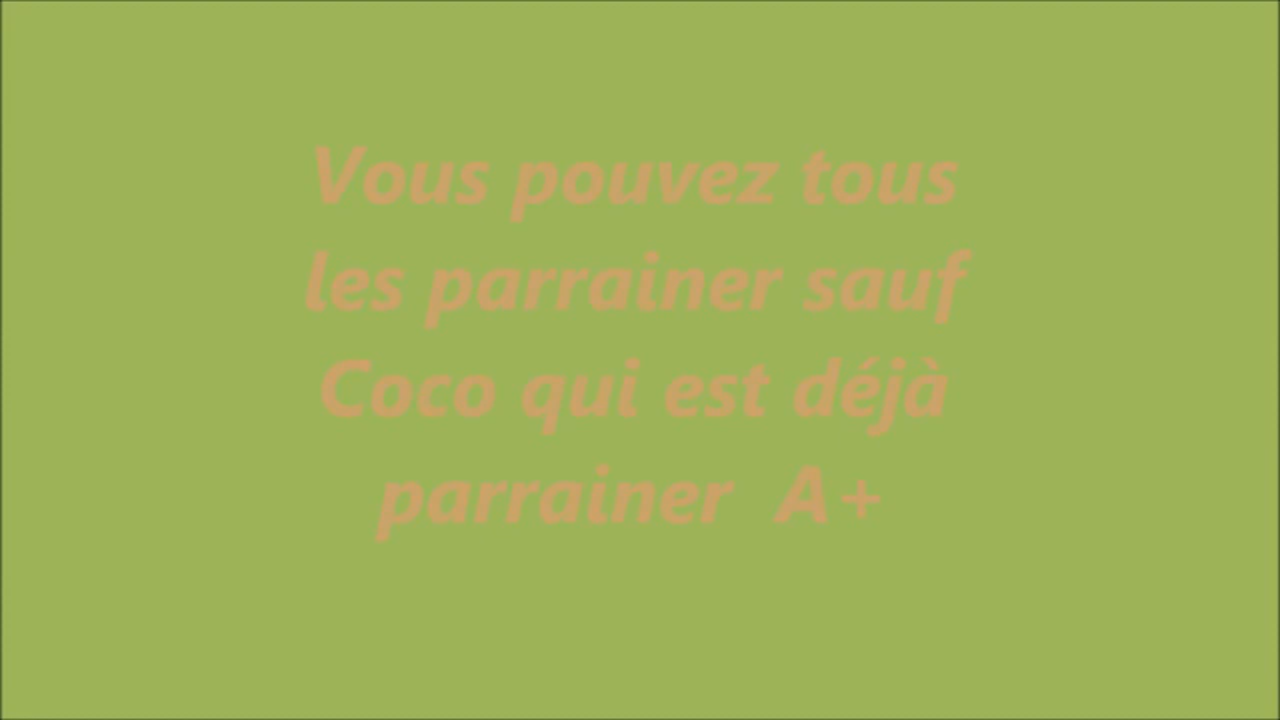 Vous pouvez tous
les parrainer sauf
Coco qui est déjà
parrainer A+